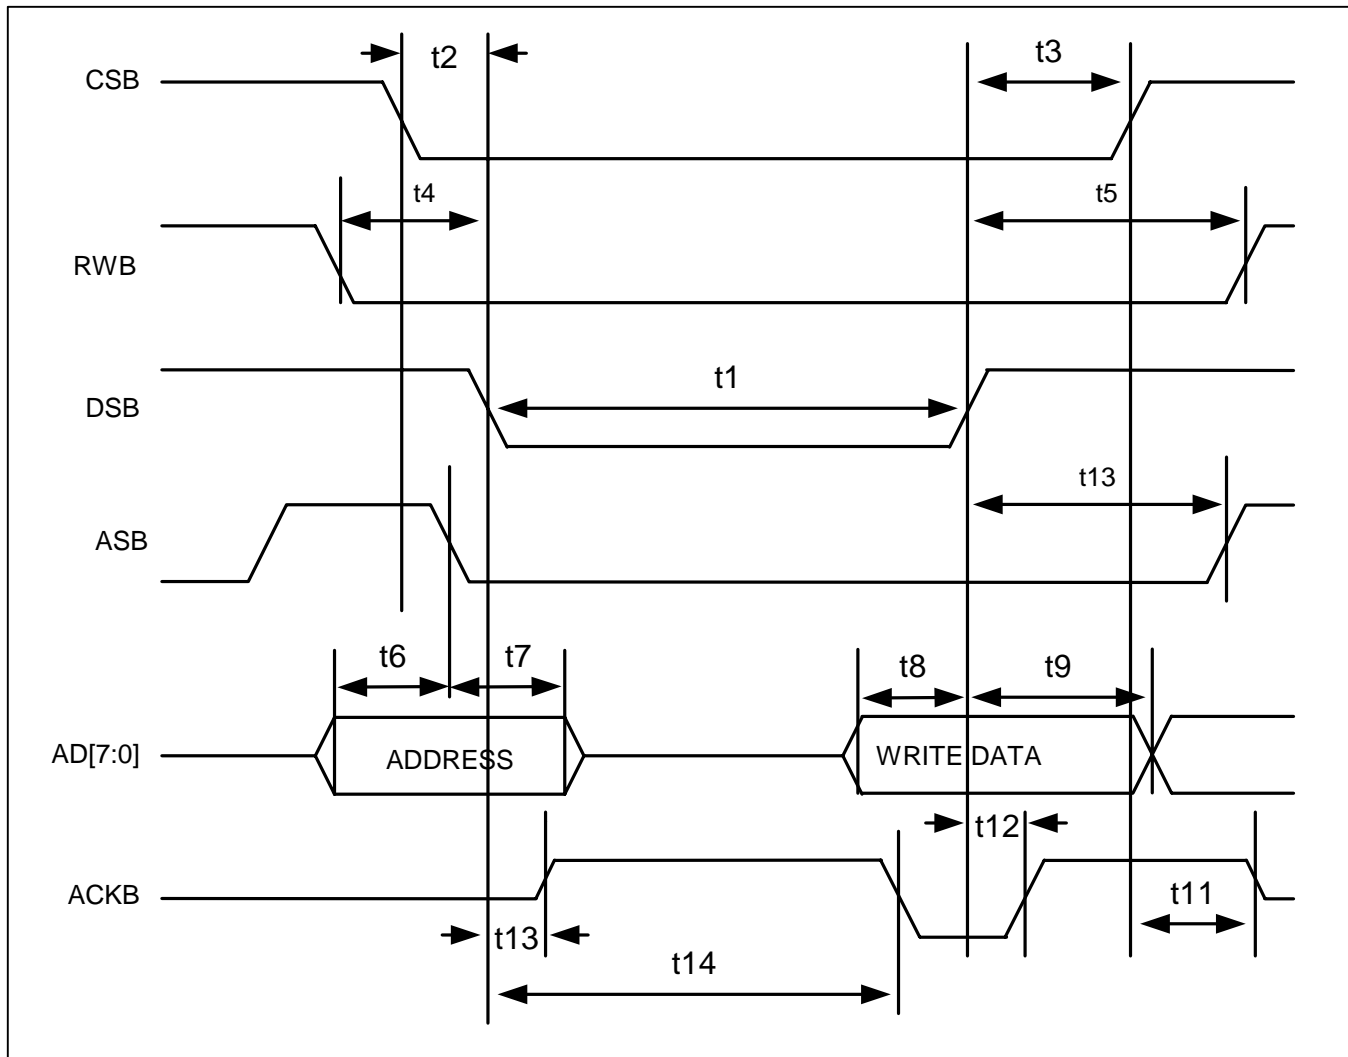 t2
t3
CSB
t4
t5
RWB
t1
DSB
t13
ASB
t6
t7
t8
t9
AD[7:0]
ADDRESS
WRITE DATA
t12
ACKB
t11
t13
t14